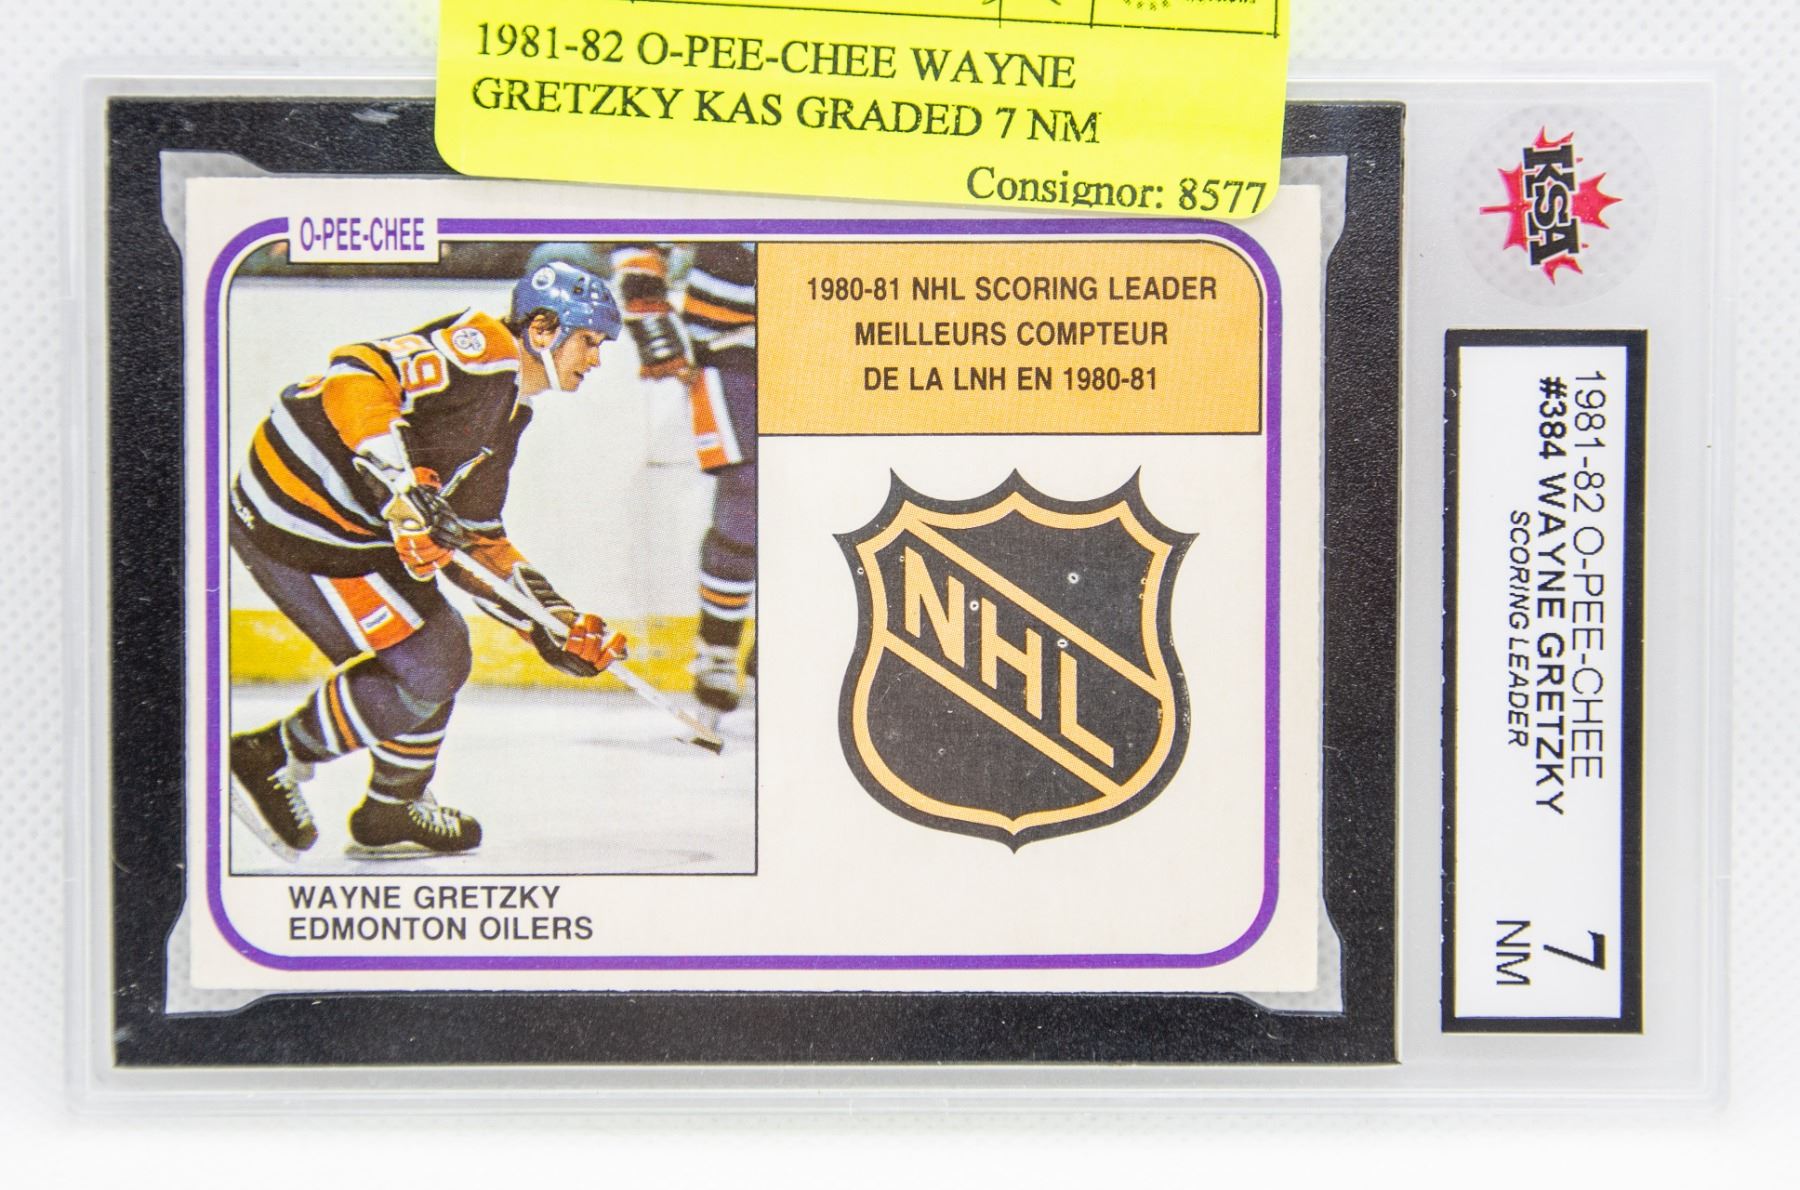 1981-82 O-PEE-CHEE WAYNE
GRETZKY KAS GRADED 7 NM
Consignor: 8577
O-PEE-CHEE
1980-81 NHL SCORING LEADER
MEILLEURS COMPTEUR
DE LA LNH EN 1980-81
99
NHL
WAYNE GRETZKY
EDMONTON OILERS
KSA
1981-82 O-PEE-CHEE
#384 WAYNE GRETZKY
SCORING LEADER
7
NM